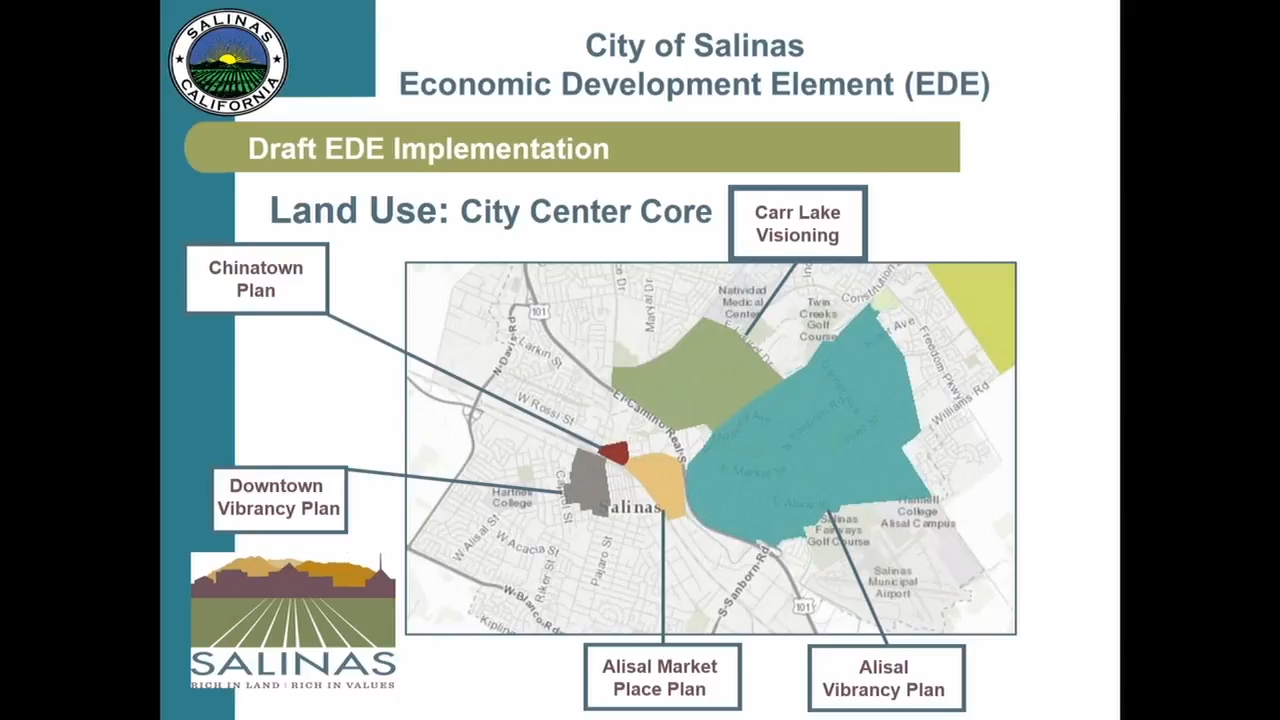 SALINAS
CALIFORNIA
City of Salinas
Economic Development Element (EDE)
Draft EDE Implementation
Land Use: City Center Core
Carr Lake
Visioning
Chinatown
Plan
Downtown
Vibrancy Plan
Natividad
Medical
Center
Twin
Creeks
Golf
Course
Constitution
101
N Davis Rd
Larkin St
W Rossi St
El Camino Real S
Freedom Pkwy
Williams Rd
E Market St
Hartnell
College
Salinas
W Alisal St
W Acacia St
Riker St
Pajaro St
W Blanco Rd
S Sanborn Rd
Salinas
Fairways
Golf Course
Hartnell
College
Alisal Campus
Salinas
Municipal
Airport
101
Alisal Market
Place Plan
Alisal
Vibrancy Plan
SALINAS
RICH IN LAND | RICH IN VALUES